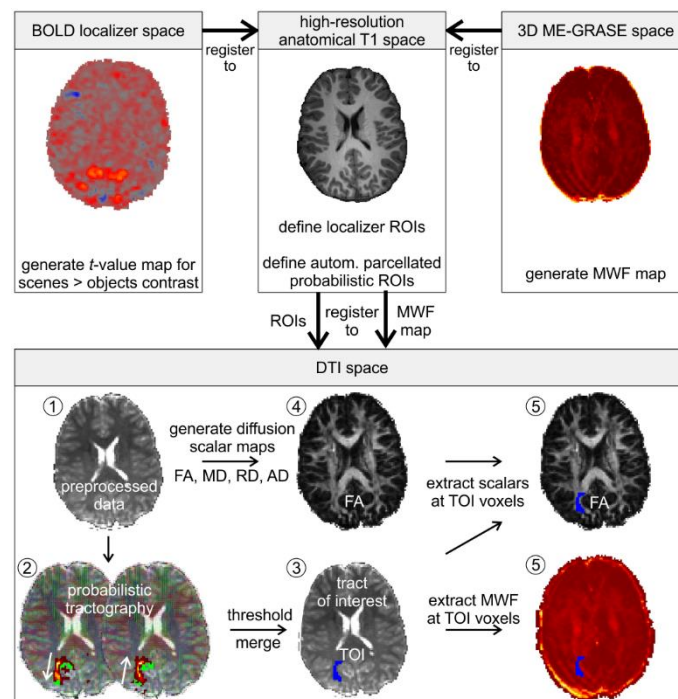 BOLD localizer space
register
to
high-resolution
anatomical T1 space
register
to
3D ME-GRASE space
generate t-value map for
scenes > objects contrast
define localizer ROIs
define autom. parcellated
probabilistic ROIs
generate MWF map
ROIs
register
to
MWF
map
DTI space
①
preprocessed
data
generate diffusion
scalar maps
FA, MD, RD, AD
④
FA
extract scalars
at TOI voxels
⑤
FA
②
probabilistic
tractography
threshold
merge
③
tract
of interest
TOI
extract MWF
at TOI voxels
⑤